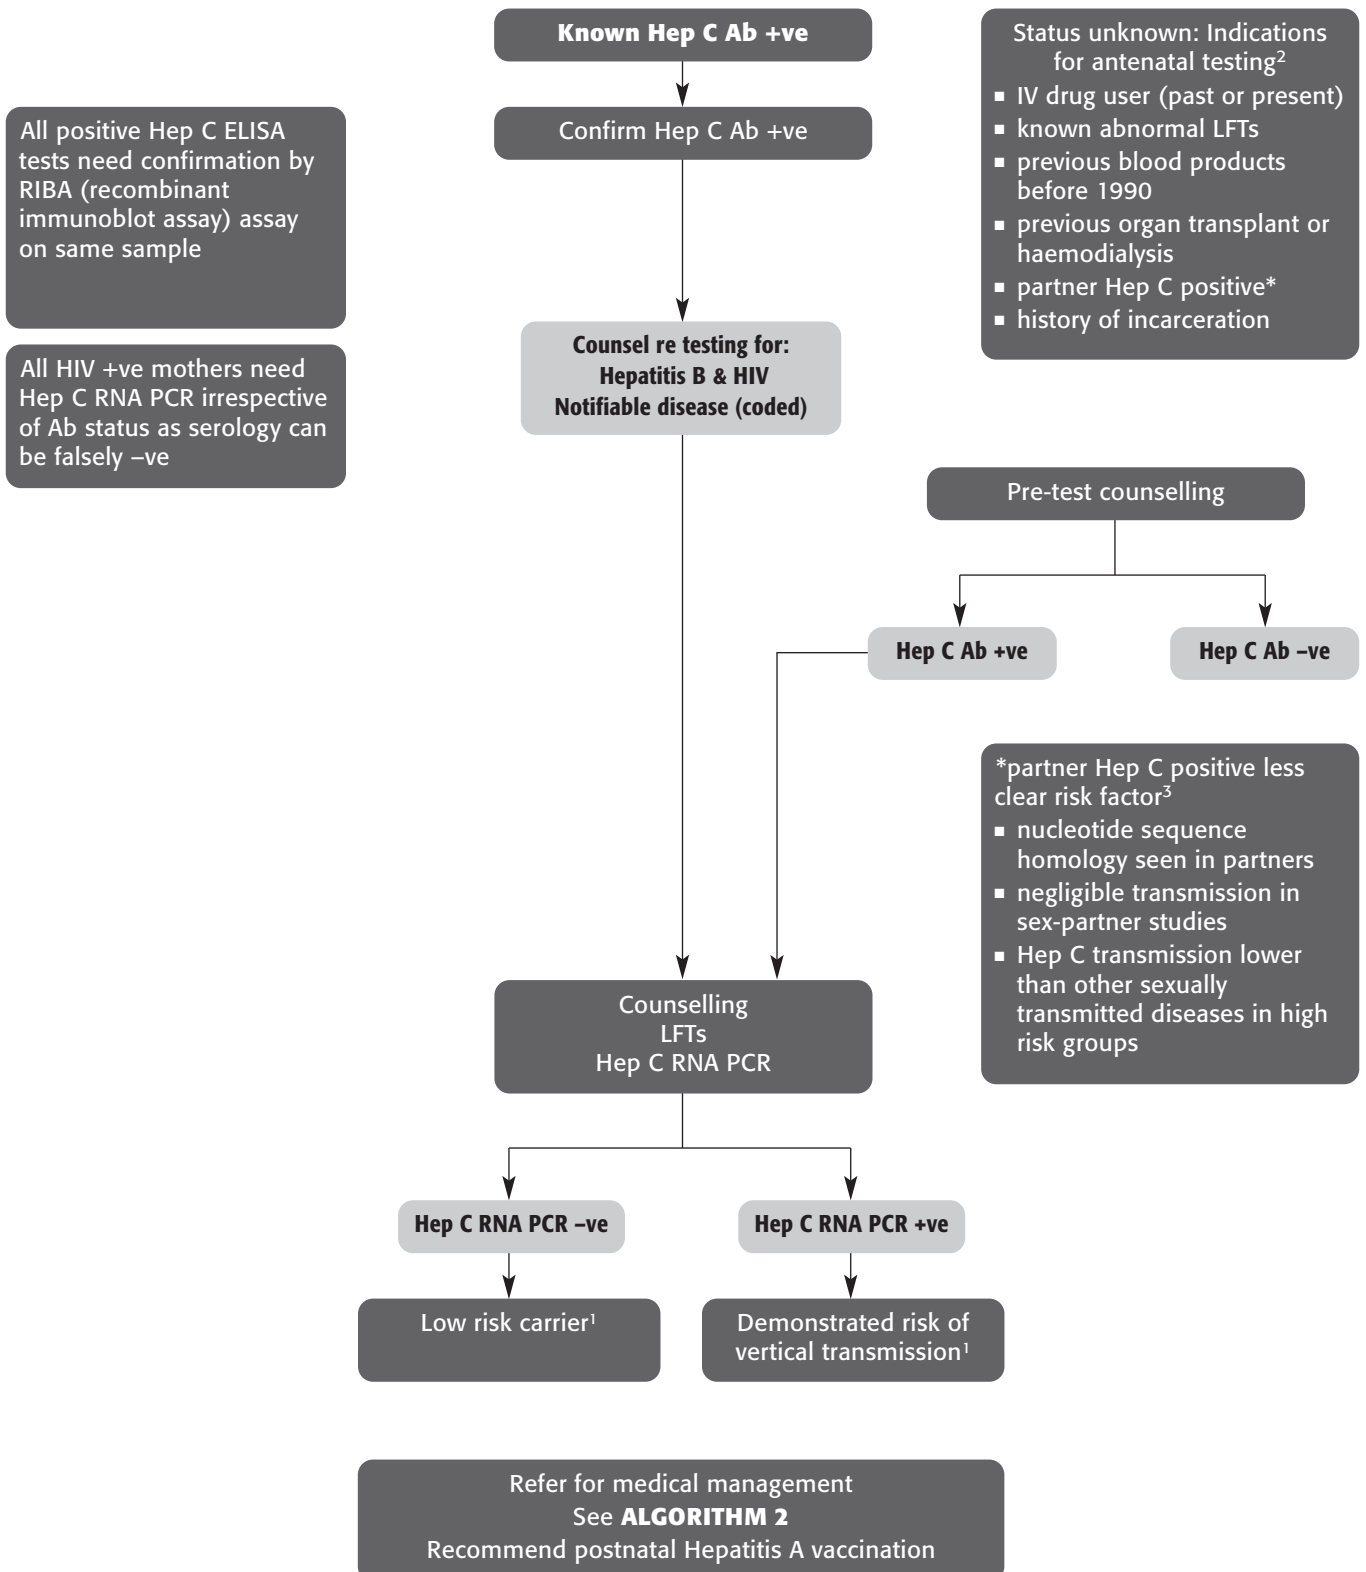 Known Hep C Ab +ve
Confirm Hep C Ab +ve
All positive Hep C ELISA
tests need confirmation by
RIBA (recombinant
immunoblot assay) assay
on same sample
All HIV +ve mothers need
Hep C RNA PCR irrespective
of Ab status as serology can
be falsely –ve
Status unknown: Indications
for antenatal testing²
■ IV drug user (past or present)
■ known abnormal LFTs
■ previous blood products
before 1990
■ previous organ transplant or
haemodialysis
■ partner Hep C positive*
■ history of incarceration
Counsel re testing for:
Hepatitis B & HIV
Notifiable disease (coded)
Pre-test counselling
Hep C Ab +ve
Hep C Ab –ve
*partner Hep C positive less
clear risk factor³
■ nucleotide sequence
homology seen in partners
■ negligible transmission in
sex-partner studies
■ Hep C transmission lower
than other sexually
transmitted diseases in high
risk groups
Counselling
LFTs
Hep C RNA PCR
Hep C RNA PCR –ve
Hep C RNA PCR +ve
Low risk carrier¹
Demonstrated risk of
vertical transmission¹
Refer for medical management
See ALGORITHM 2
Recommend postnatal Hepatitis A vaccination